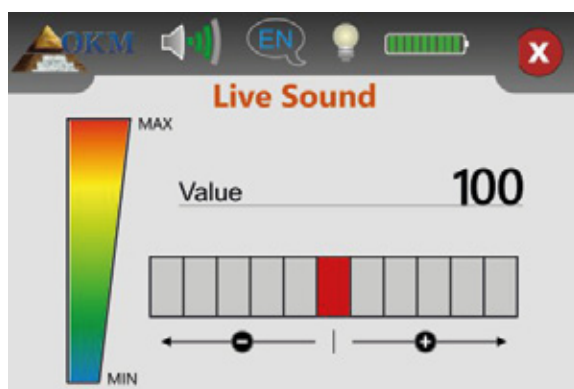 OKM EN
Live Sound
MAX
Value 100
MIN